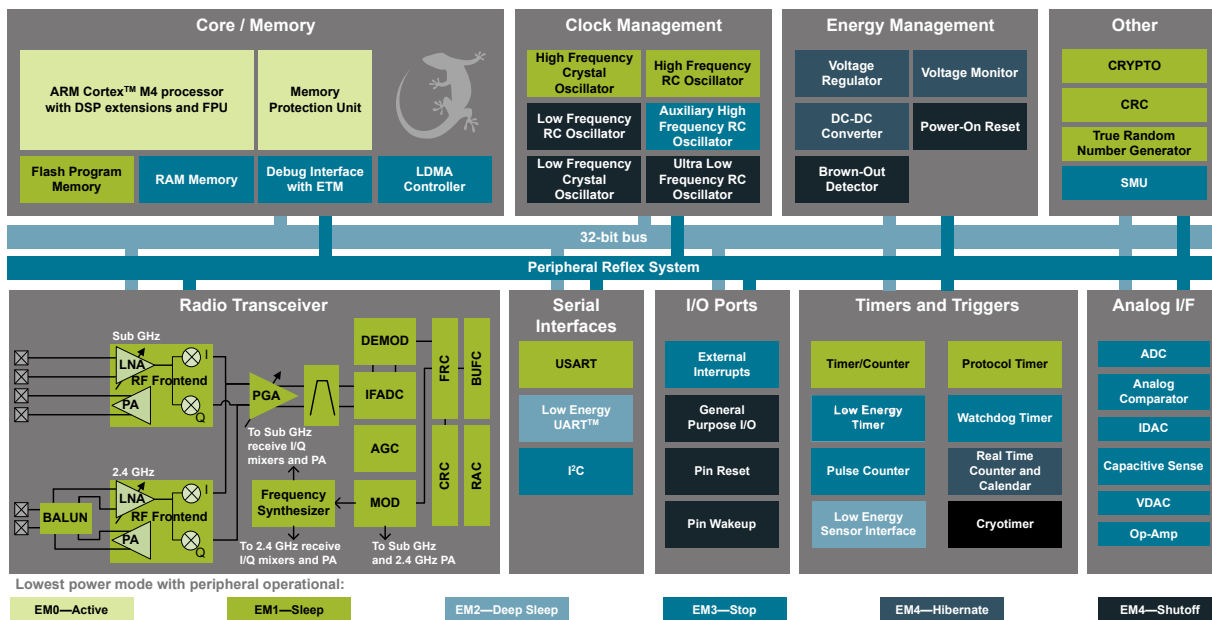 Core / Memory
ARM Cortex™ M4 processor
with DSP extensions and FPU
Memory
Protection Unit
Flash Program
Memory
RAM Memory
Debug Interface
with ETM
LDMA
Controller
Clock Management
High Frequency
Crystal
Oscillator
High Frequency
RC Oscillator
Low Frequency
RC Oscillator
Auxiliary High
Frequency RC
Oscillator
Low Frequency
Crystal
Oscillator
Ultra Low
Frequency RC
Oscillator
Energy Management
Voltage
Regulator
Voltage Monitor
DC-DC
Converter
Power-On Reset
Brown-Out
Detector
Other
CRYPTO
CRC
True Random
Number Generator
SMU
32-bit bus
Peripheral Reflex System
Radio Transceiver
Sub GHz
LNA
I
RF Frontend
PA
Q
2.4 GHz
LNA
I
BALUN
RF Frontend
PA
Q
PGA
To Sub GHz
receive I/Q
mixers and PA
Frequency
Synthesizer
To 2.4 GHz receive
I/Q mixers and PA
DEMOD
IFADC
AGC
MOD
To Sub GHz
and 2.4 GHz PA
FRC
BUFC
CRC
RAC
Serial
Interfaces
USART
Low Energy
UART™
I²C
I/O Ports
External
Interrupts
General
Purpose I/O
Pin Reset
Pin Wakeup
Timers and Triggers
Timer/Counter
Protocol Timer
Low Energy
Timer
Watchdog Timer
Pulse Counter
Real Time
Counter and
Calendar
Low Energy
Sensor Interface
Cryotimer
Analog I/F
ADC
Analog
Comparator
IDAC
Capacitive Sense
VDAC
Op-Amp
Lowest power mode with peripheral operational:
EM0—Active
EM1—Sleep
EM2—Deep Sleep
EM3—Stop
EM4—Hibernate
EM4—Shutoff